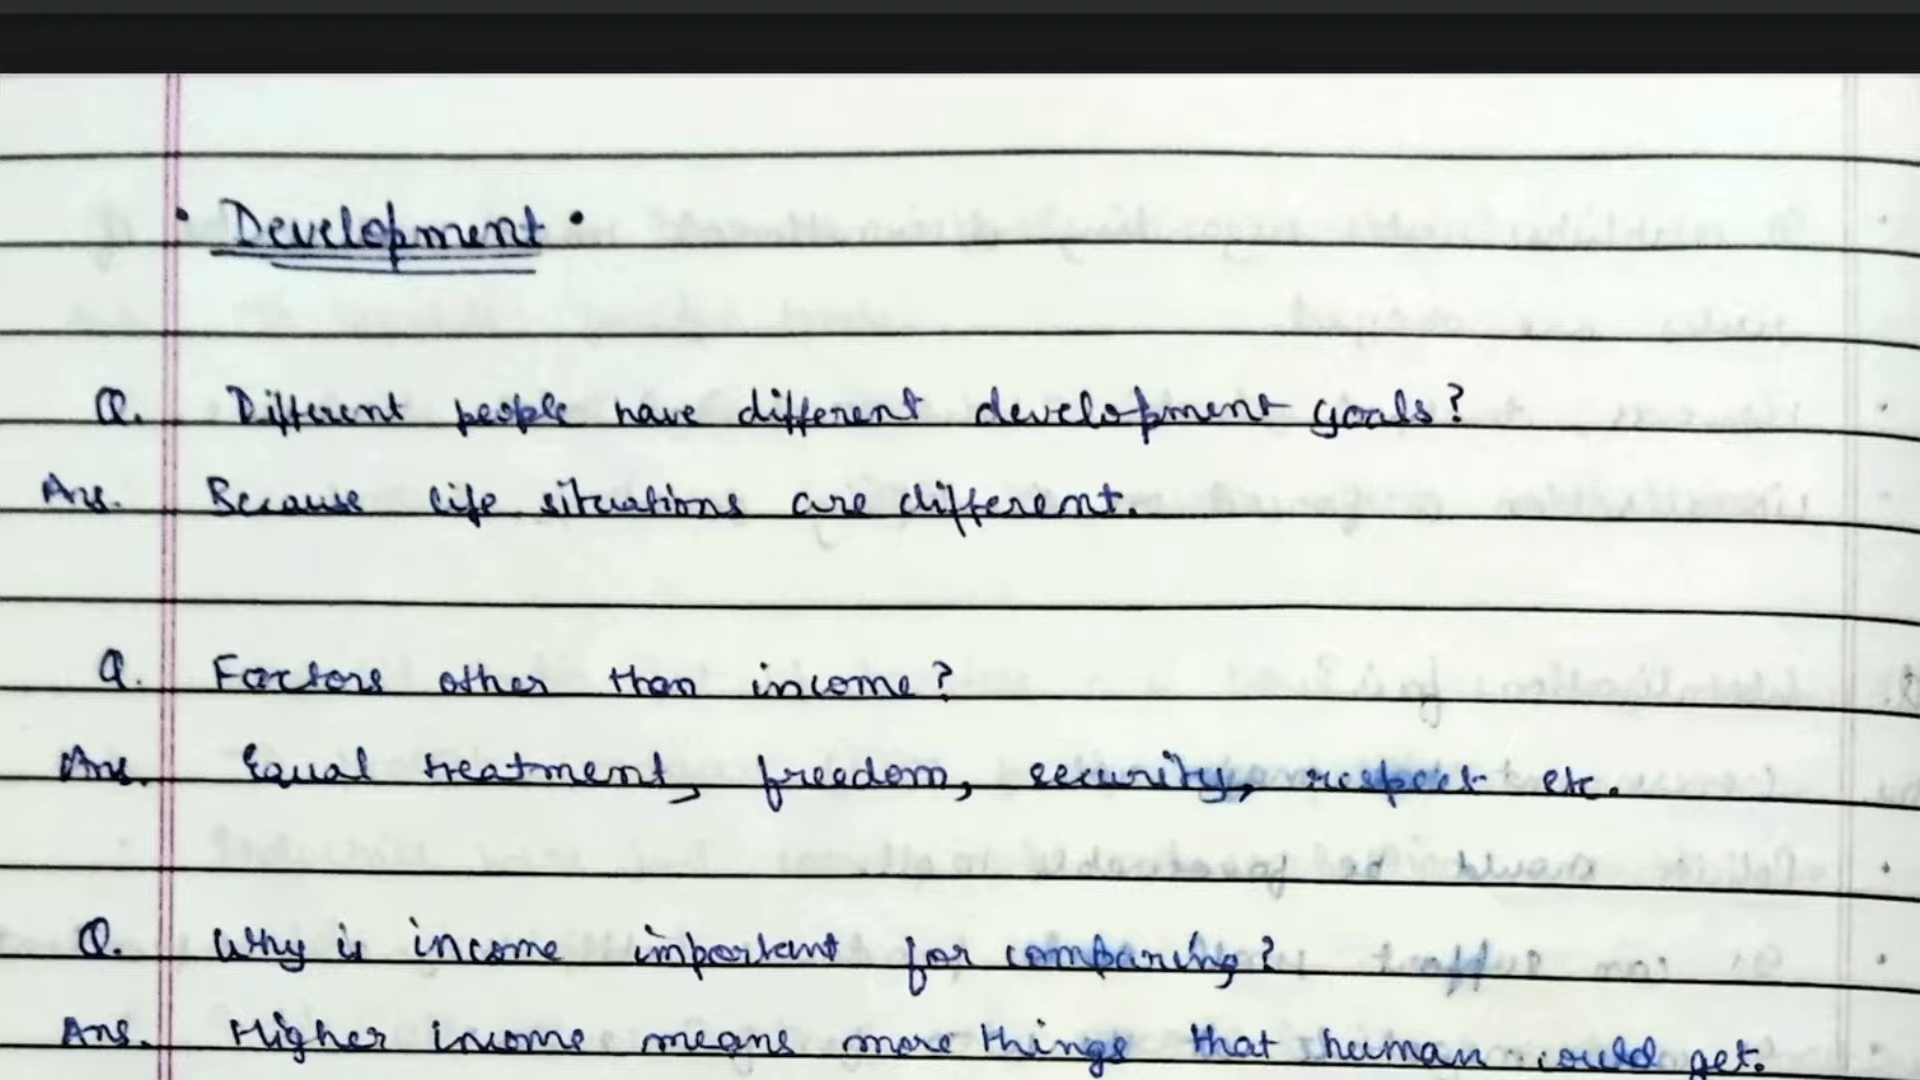 • Development •
Q. Different people have different development goals?
Ans. Because life situations are different.
Q. Factors other than income?
Ans. Equal treatment, freedom, security, respect etc.
Q. Why is income important for comparing?
Ans. Higher income means more things that human could get.